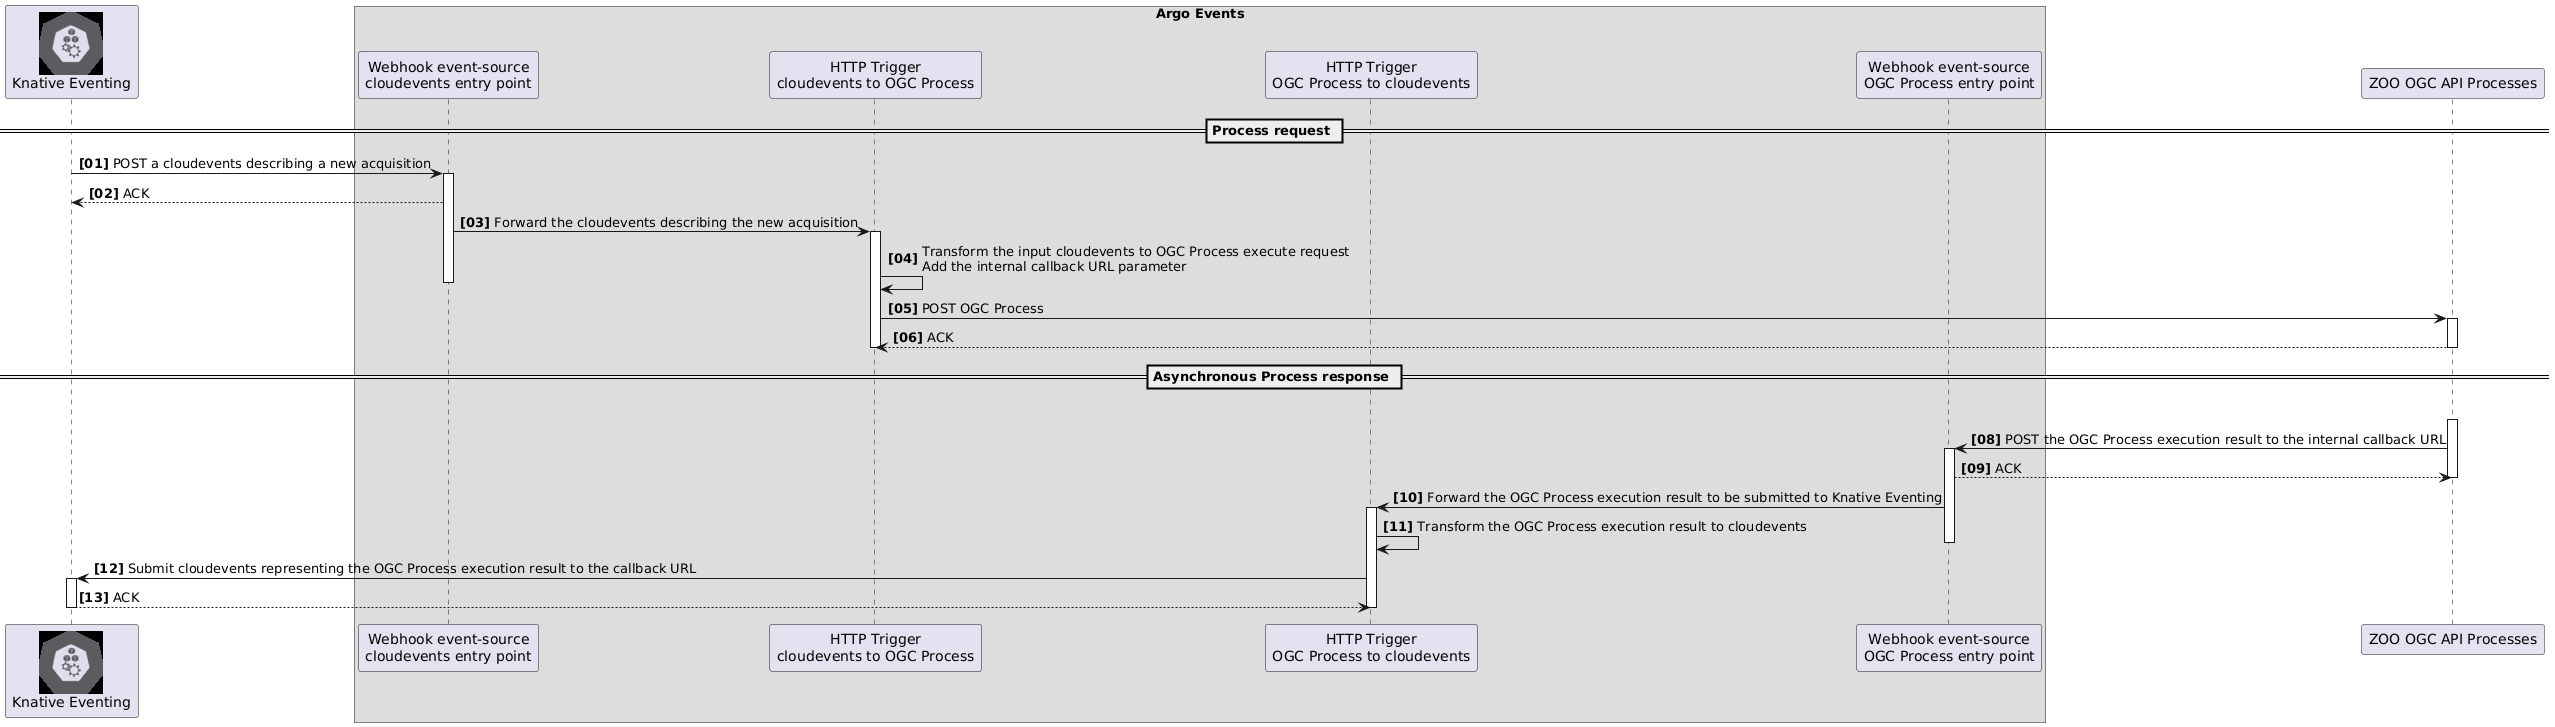 Argo Events
Knative Eventing
Webhook event-source
cloudevents entry point
HTTP Trigger
cloudevents to OGC Process
HTTP Trigger
OGC Process to cloudevents
Webhook event-source
OGC Process entry point
ZOO OGC API Processes
Process request
[01] POST a cloudevents describing a new acquisition
[02] ACK
[03] Forward the cloudevents describing the new acquisition
[04] Transform the input cloudevents to OGC Process execute request
Add the internal callback URL parameter
[05] POST OGC Process
[06] ACK
Asynchronous Process response
[08] POST the OGC Process execution result to the internal callback URL
[09] ACK
[10] Forward the OGC Process execution result to be submitted to Knative Eventing
[11] Transform the OGC Process execution result to cloudevents
[12] Submit cloudevents representing the OGC Process execution result to the callback URL
[13] ACK
Knative Eventing
Webhook event-source
cloudevents entry point
HTTP Trigger
cloudevents to OGC Process
HTTP Trigger
OGC Process to cloudevents
Webhook event-source
OGC Process entry point
ZOO OGC API Processes